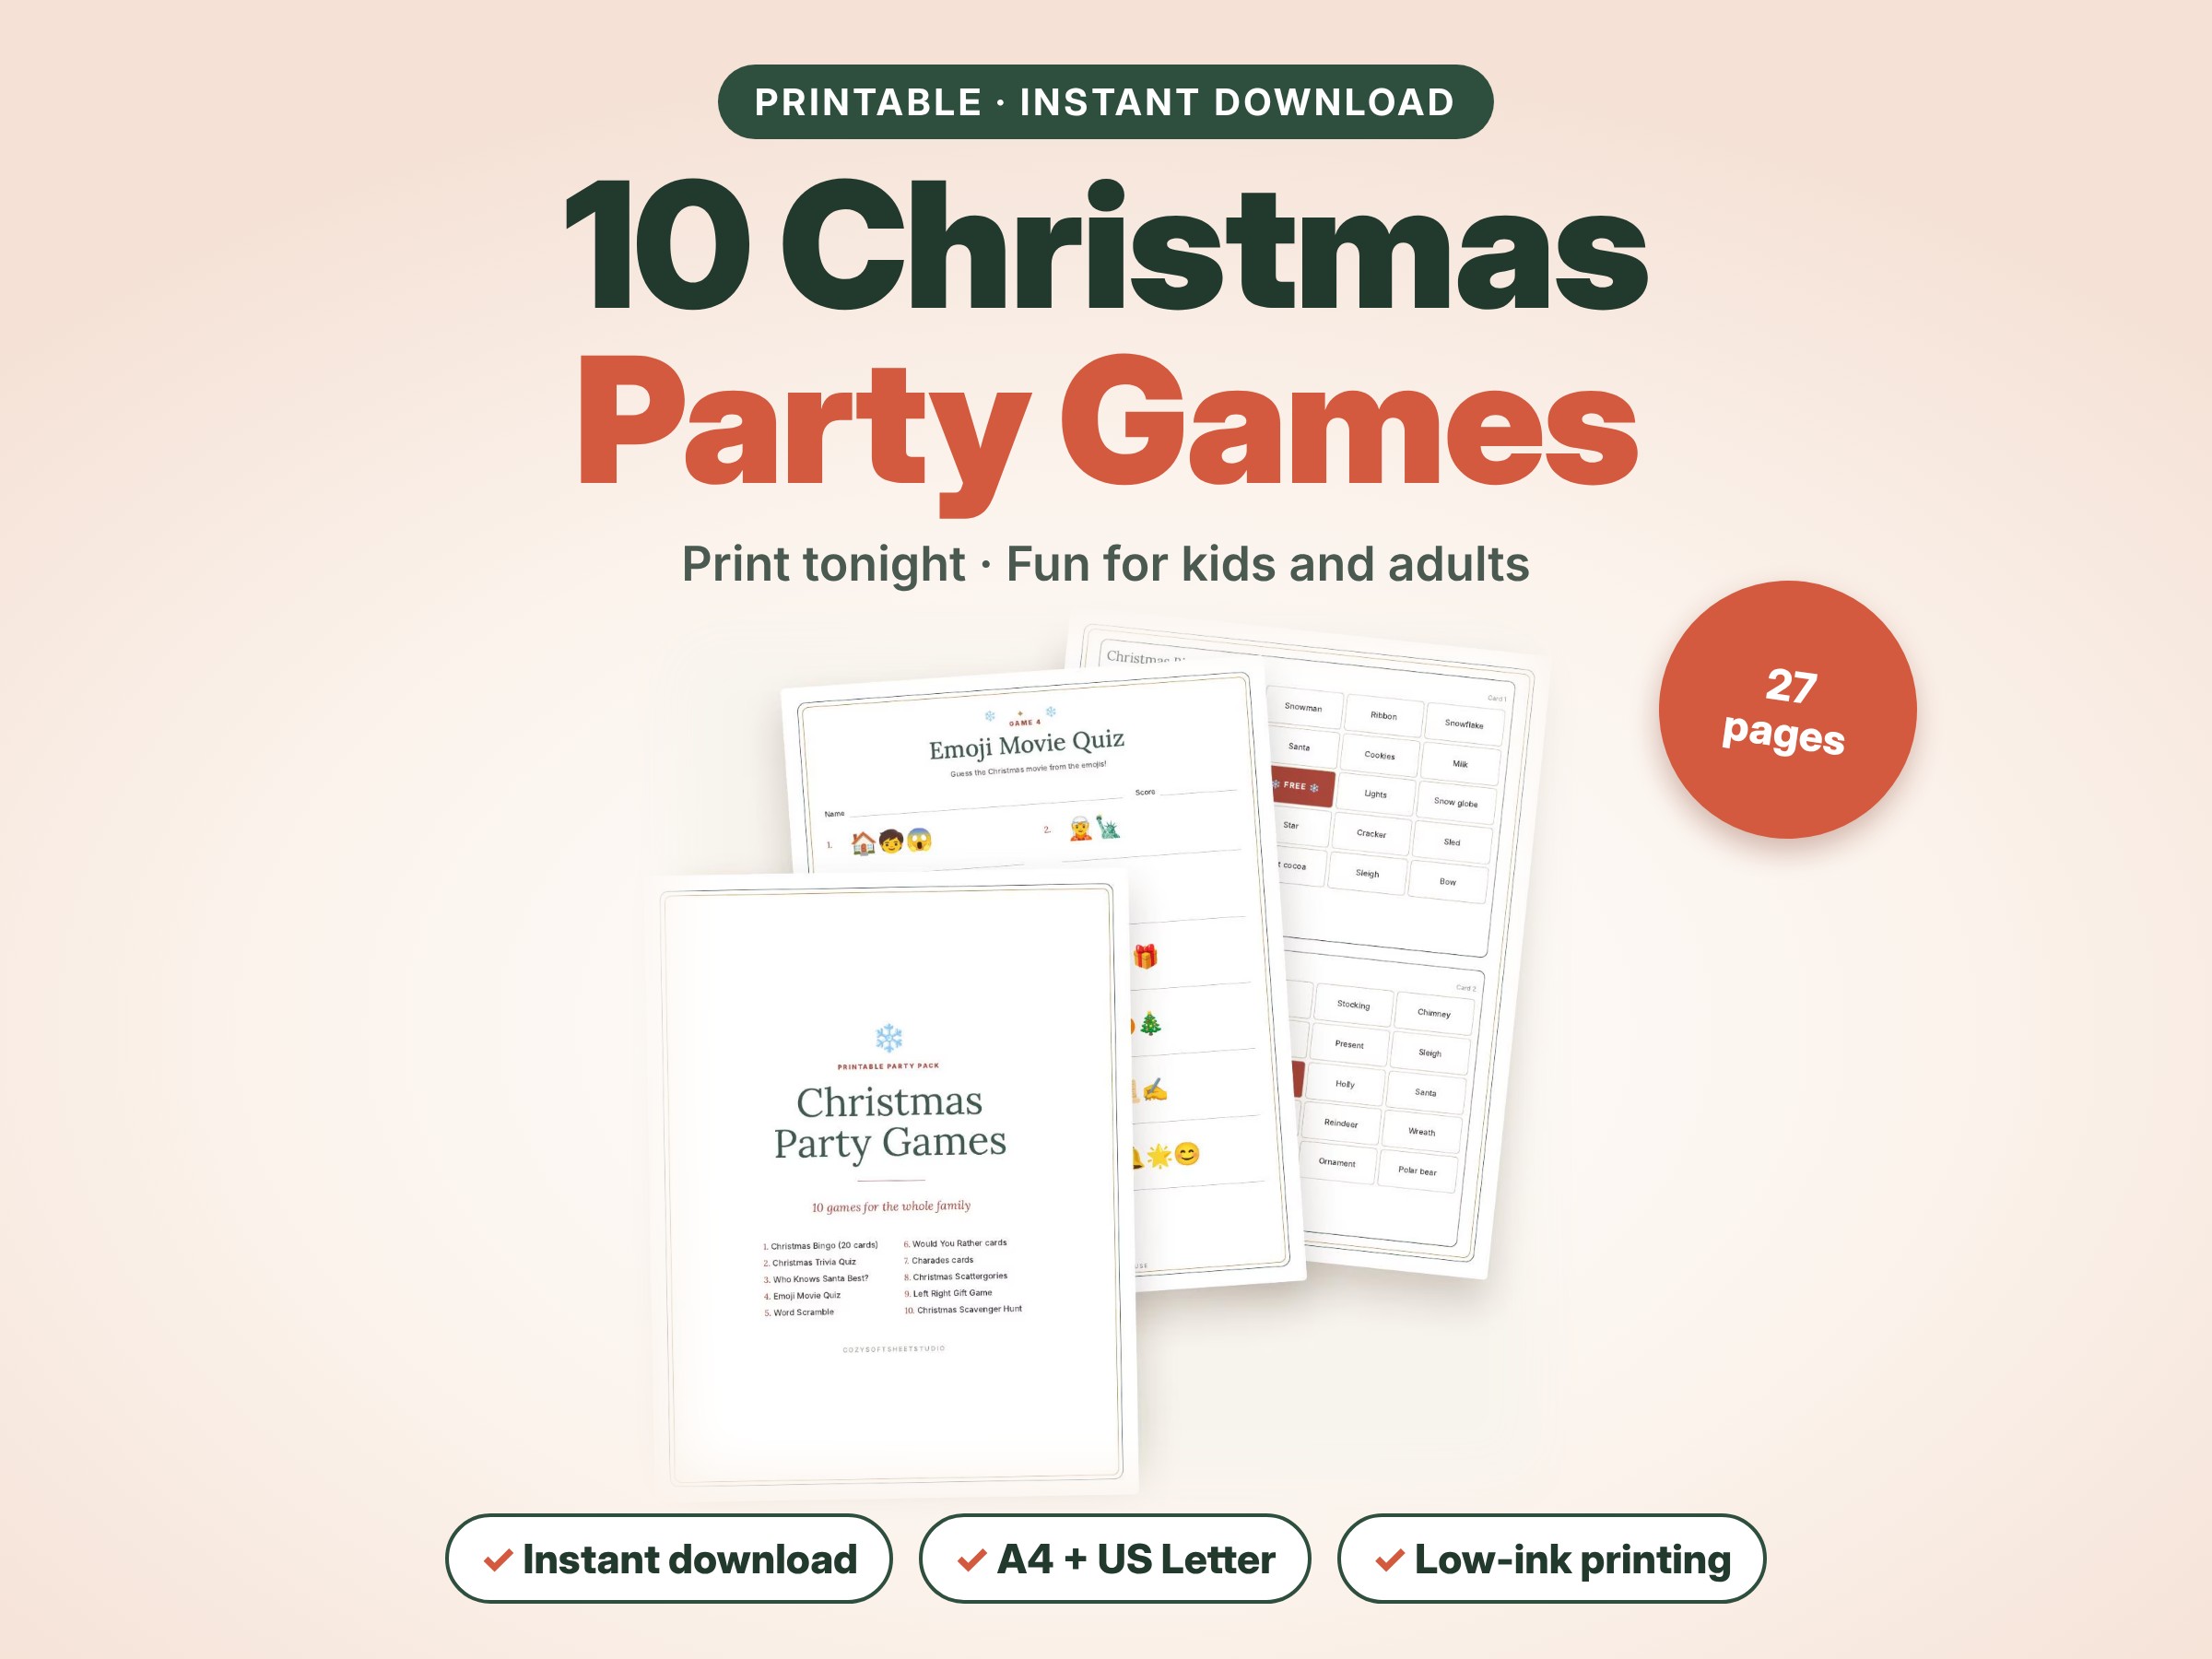 PRINTABLE · INSTANT DOWNLOAD
10 Christmas
Party Games
Print tonight · Fun for kids and adults
27
pages
Christmas
Card 1
Snowman
Ribbon
Snowflake
Santa
Cookies
Milk
FREE
Lights
Snow globe
Star
Cracker
Sled
cocoa
Sleigh
Bow
Card 2
Stocking
Chimney
Present
Sleigh
Holly
Santa
Reindeer
Wreath
Ornament
Polar bear
GAME 4
Emoji Movie Quiz
Guess the Christmas movie from the emojis!
Name
Score
1.
2.
PRINTABLE PARTY PACK
Christmas
Party Games
10 games for the whole family
1. Christmas Bingo (20 cards)
2. Christmas Trivia Quiz
3. Who Knows Santa Best?
4. Emoji Movie Quiz
5. Word Scramble
6. Would You Rather cards
7. Charades cards
8. Christmas Scattergories
9. Left Right Gift Game
10. Christmas Scavenger Hunt
COZYSOFTSHEETSTUDIO
✓ Instant download
✓ A4 + US Letter
✓ Low-ink printing